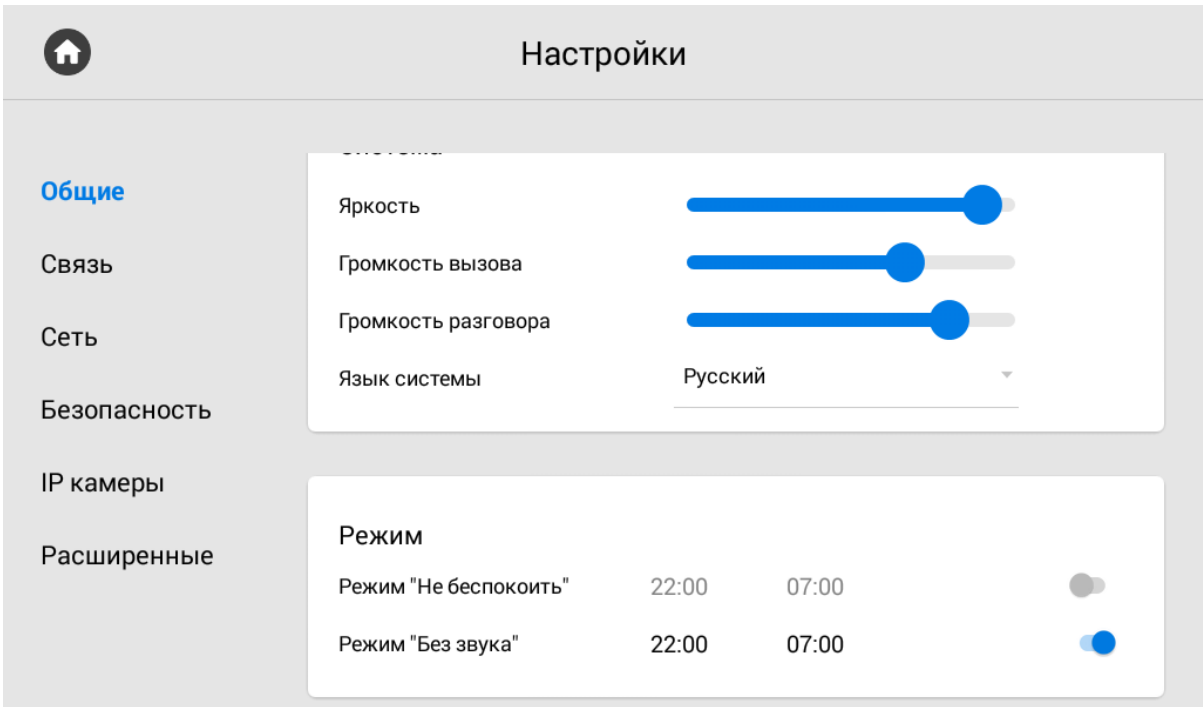 Настройки
Общие
Связь
Сеть
Безопасность
IP камеры
Расширенные
Яркость
Громкость вызова
Громкость разговора
Язык системы Русский
Режим
Режим "Не беспокоить" 22:00 07:00
Режим "Без звука" 22:00 07:00